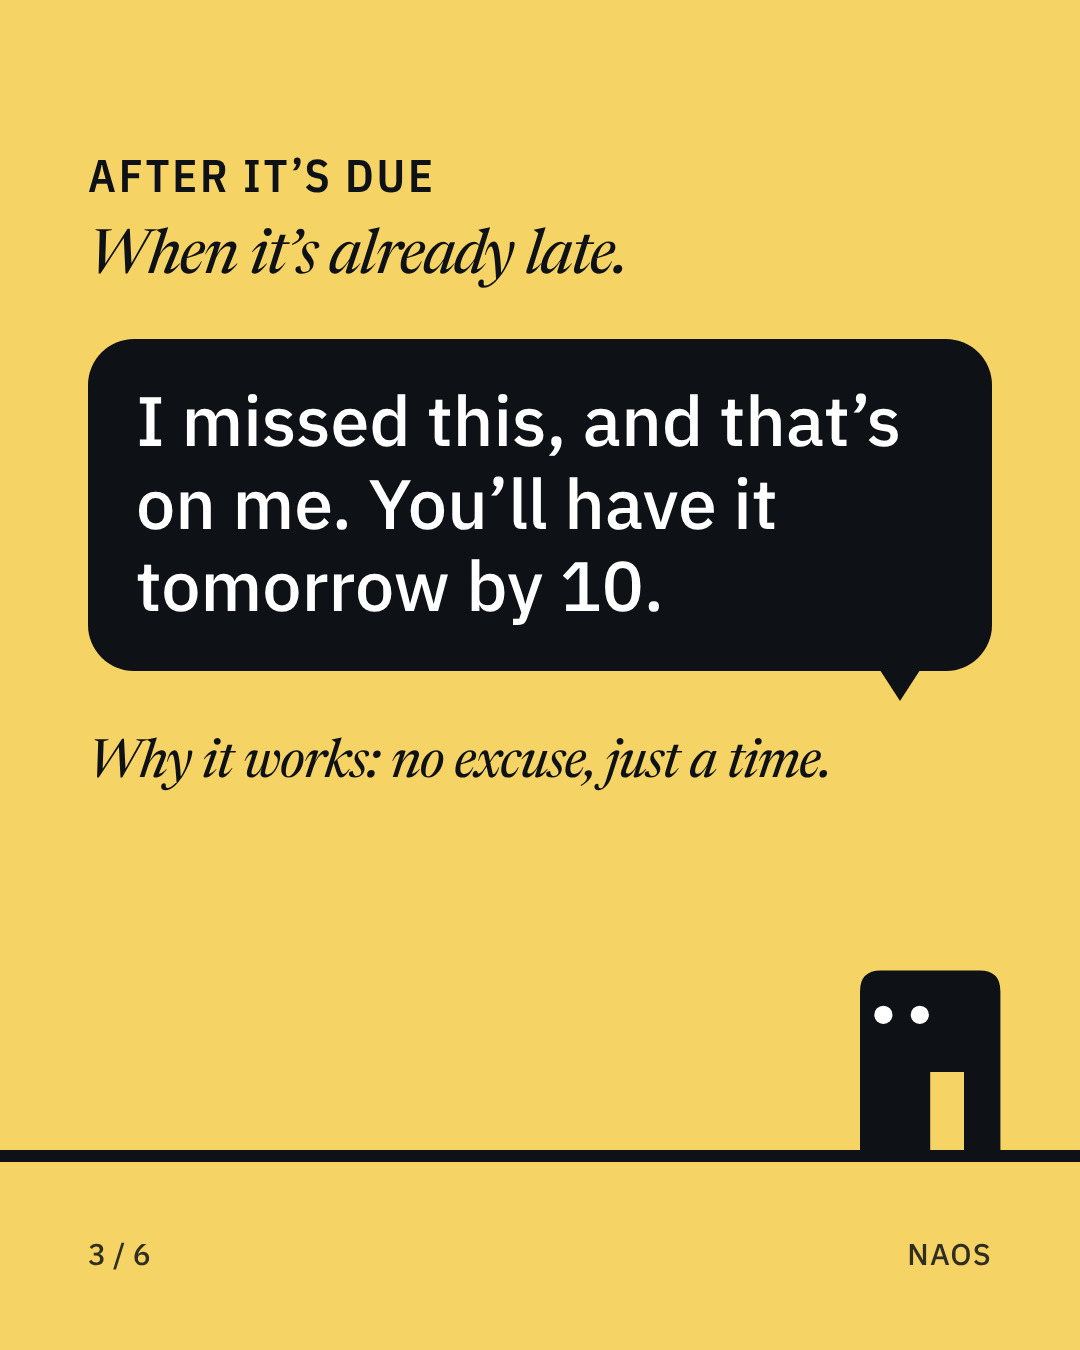 AFTER IT’S DUE
When it’s already late.
I missed this, and that’s
on me. You’ll have it
tomorrow by 10.
Why it works: no excuse, just a time.
3 / 6
NAOS